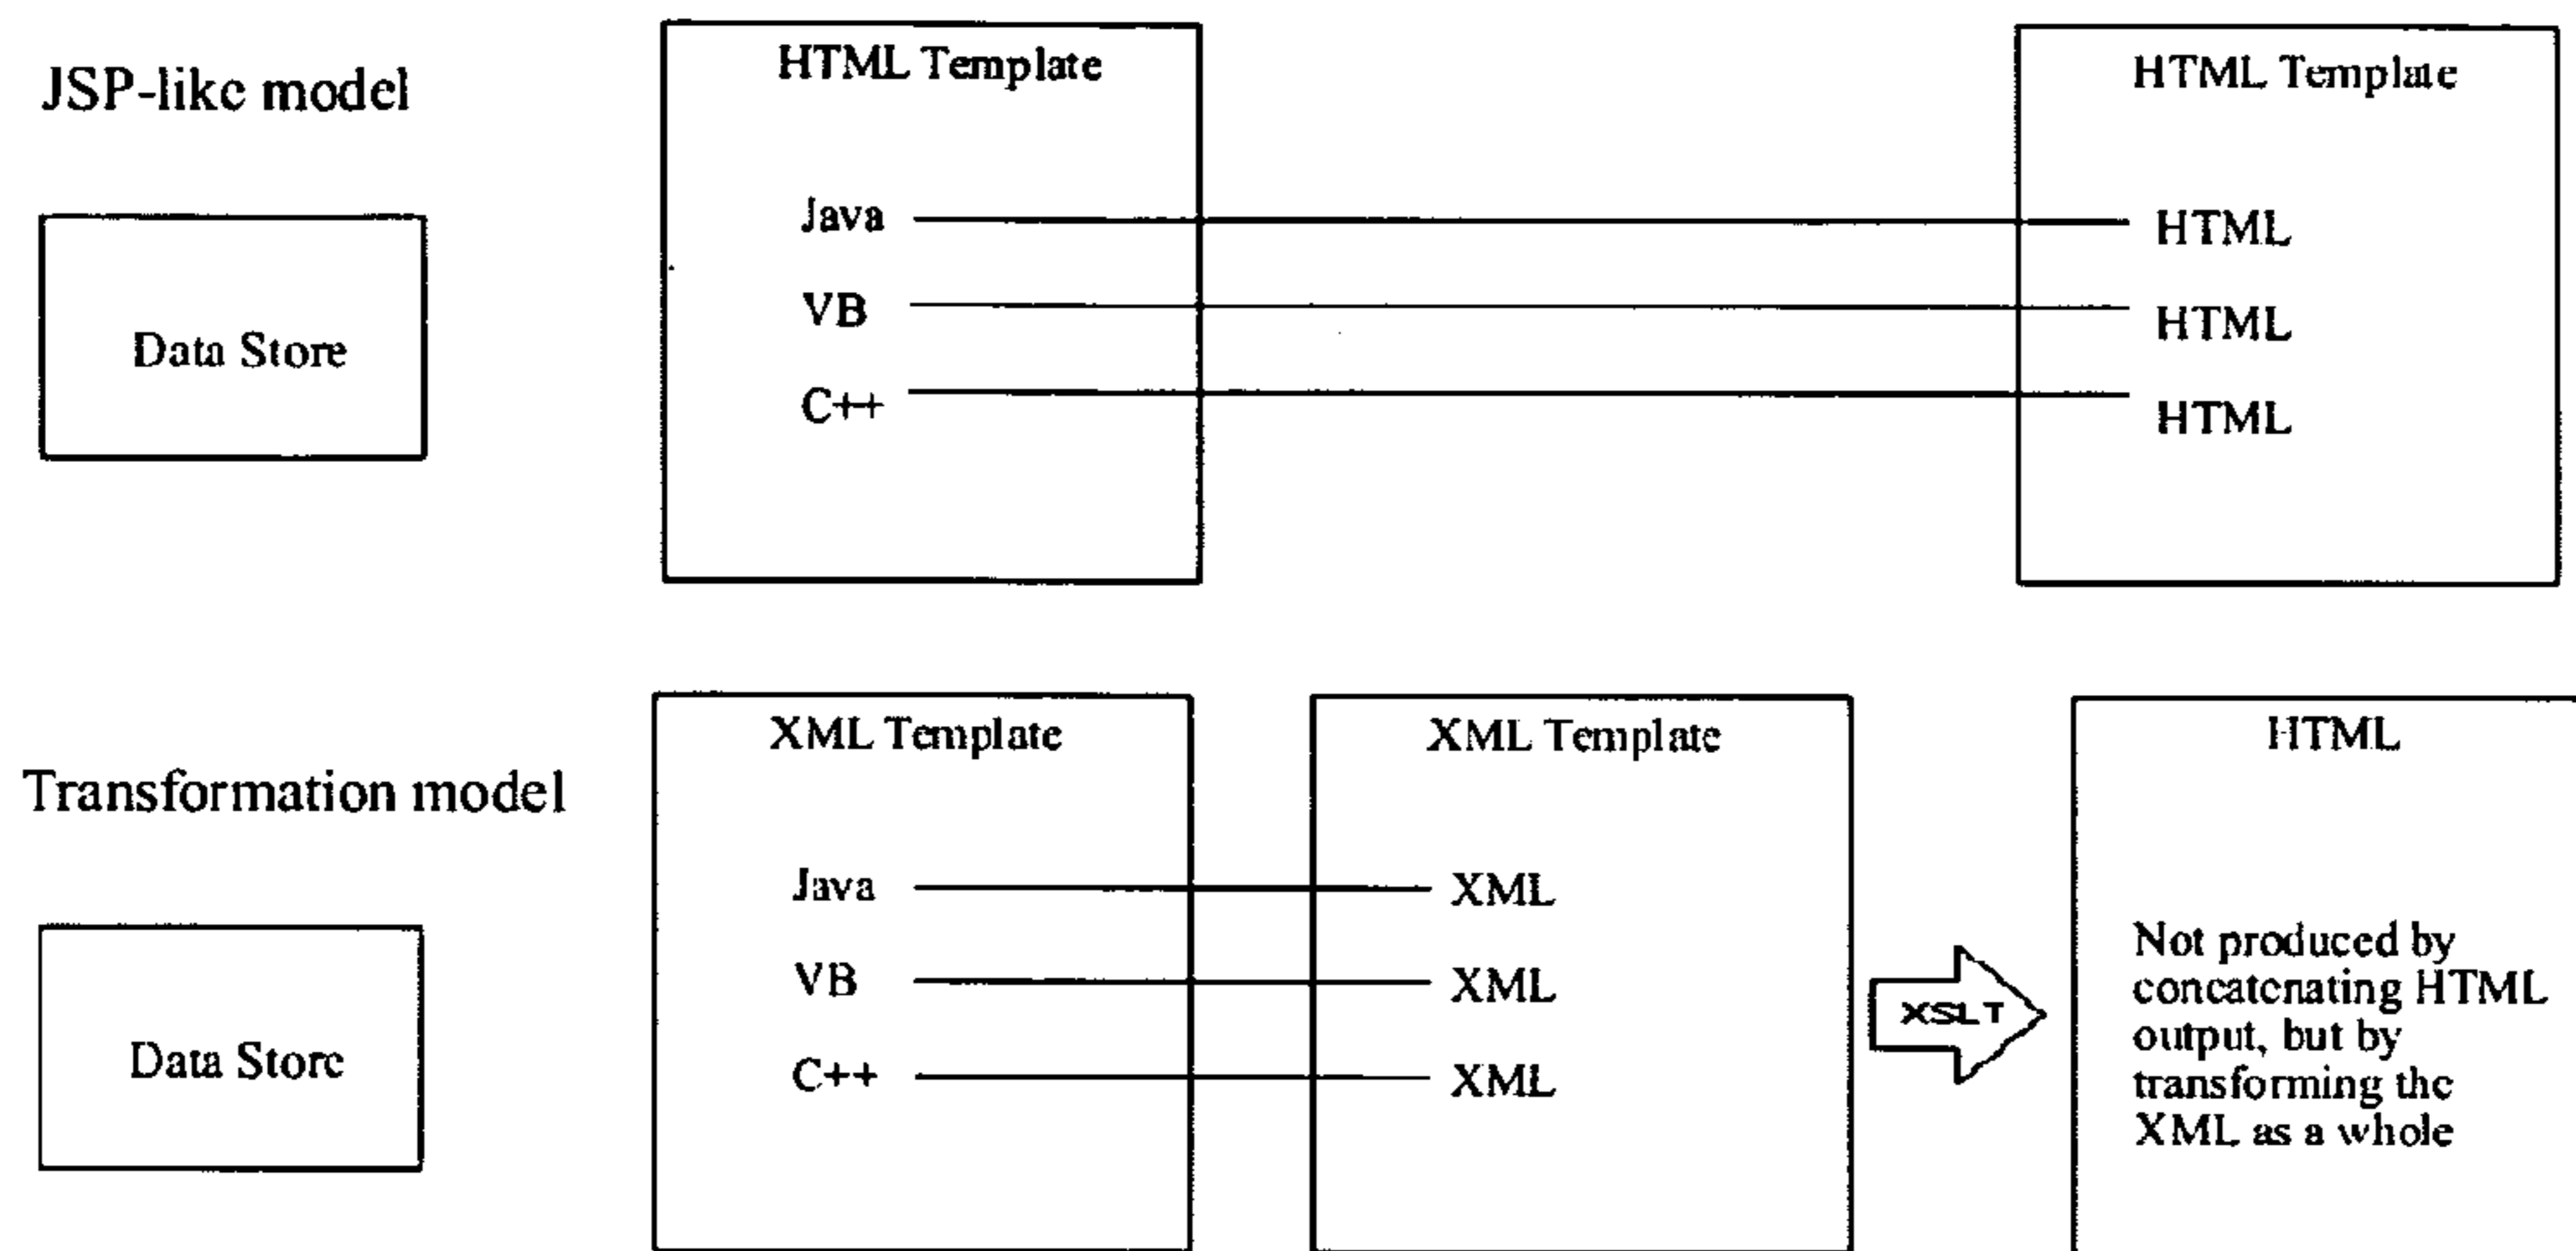 JSP-like model
Data Store
HTML Template
Java
VB
C++
HTML Template
HTML
HTML
HTML
Transformation model
Data Store
XML Template
Java
VB
C++
XML Template
XML
XML
XML
XSLT
HTML
Not produced by
concatenating HTML
output, but by
transforming the
XML as a whole